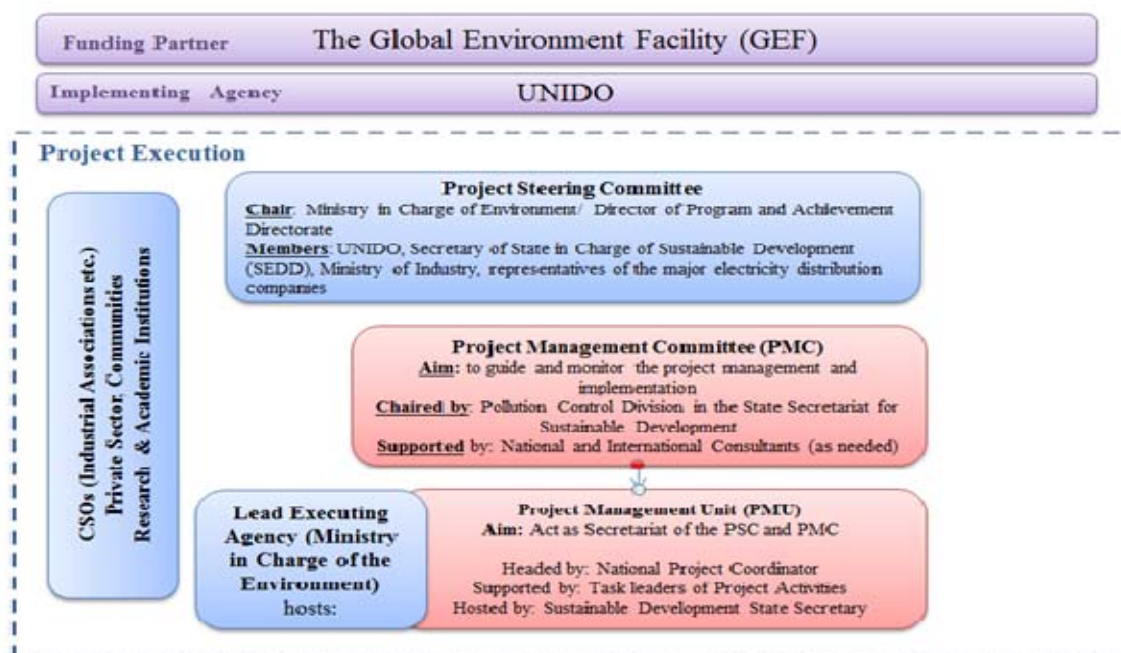 Funding Partner The Global Environment Facility (GEF)
Implementing Agency UNIDO
Project Execution
CSOs (Industrial Associations etc.)
Private Sector, Communities
Research & Academic Institutions
Project Steering Committee
Chair: Ministry in Charge of Environment/ Director of Program and Achievement
Directorate
Members: UNIDO, Secretary of State in Charge of Sustainable Development
(SEDD), Ministry of Industry, representatives of the major electricity distribution
companies
Project Management Committee (PMC)
Aim: to guide and monitor the project management and
implementation
Chaired by: Pollution Control Division in the State Secretariat for
Sustainable Development
Supported by: National and International Consultants (as needed)
Lead Executing
Agency (Ministry
in Charge of the
Environment)
hosts:
Project Management Unit (PMU)
Aim: Act as Secretariat of the PSC and PMC
Headed by: National Project Coordinator
Supported by: Task leaders of Project Activities
Hosted by: Sustainable Development State Secretary